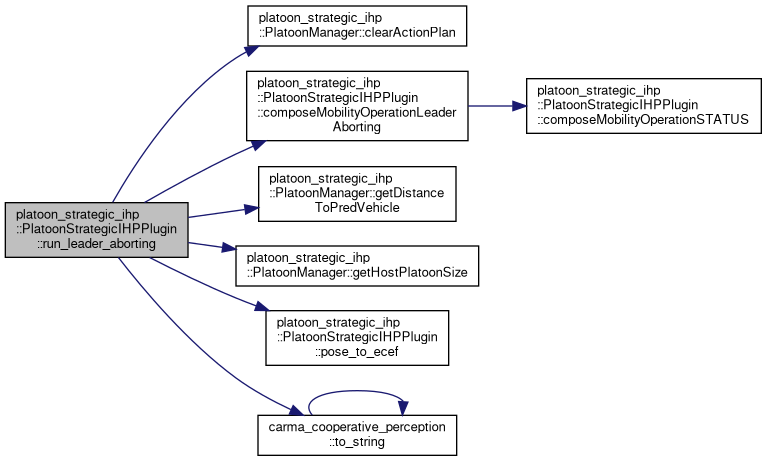 platoon_strategic_ihp
::PlatoonStrategicIHPPlugin
::run_leader_aborting
platoon_strategic_ihp
::PlatoonManager::clearActionPlan
platoon_strategic_ihp
::PlatoonStrategicIHPPlugin
::composeMobilityOperationLeader
Aborting
platoon_strategic_ihp
::PlatoonStrategicIHPPlugin
::composeMobilityOperationSTATUS
platoon_strategic_ihp
::PlatoonManager::getDistance
ToPredVehicle
platoon_strategic_ihp
::PlatoonManager::getHostPlatoonSize
platoon_strategic_ihp
::PlatoonStrategicIHPPlugin
::pose_to_ecef
carma_cooperative_perception
::to_string